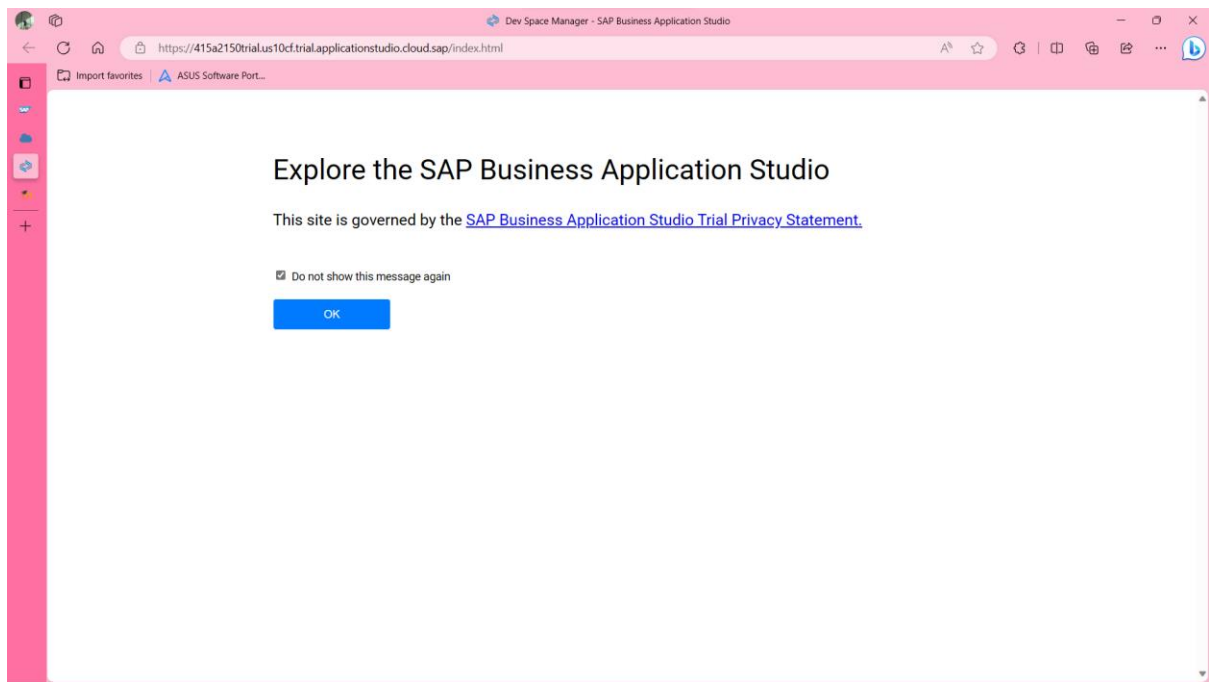 Dev Space Manager - SAP Business Application Studio
https://415a2150trial.us10cf.trial.applicationstudio.cloud.sap/index.html
Import favorites
ASUS Software Port...
Explore the SAP Business Application Studio
This site is governed by the SAP Business Application Studio Trial Privacy Statement.
Do not show this message again
OK